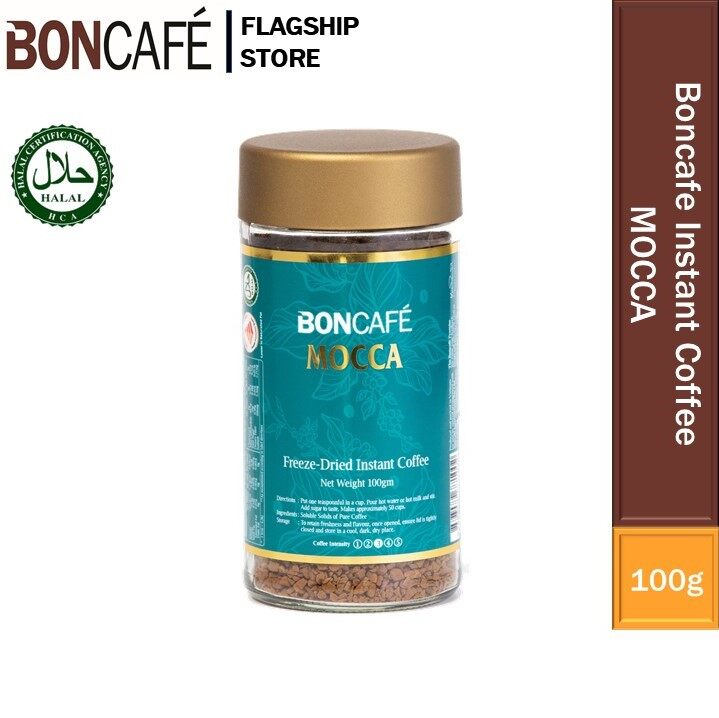 BONCAFÉ
FLAGSHIP
STORE
HALAL CERTIFICATION AGENCY
حلال
HALAL
HCA
BONCAFÉ
MOCCA
Freeze-Dried Instant Coffee
Net Weight 100gm
Directions : Put one teaspoonful in a cup. Pour hot water or hot milk and stir.
Add sugar to taste. Makes approximately 50 cups.
Ingredients: Soluble Solids of Pure Coffee
Storage : To retain freshness and flavour, once opened, ensure lid is tightly
closed and store in a cool, dark, dry place.
Coffee Intensity 1 2 3 4 5
Boncafe Instant Coffee
MOCCA
100g